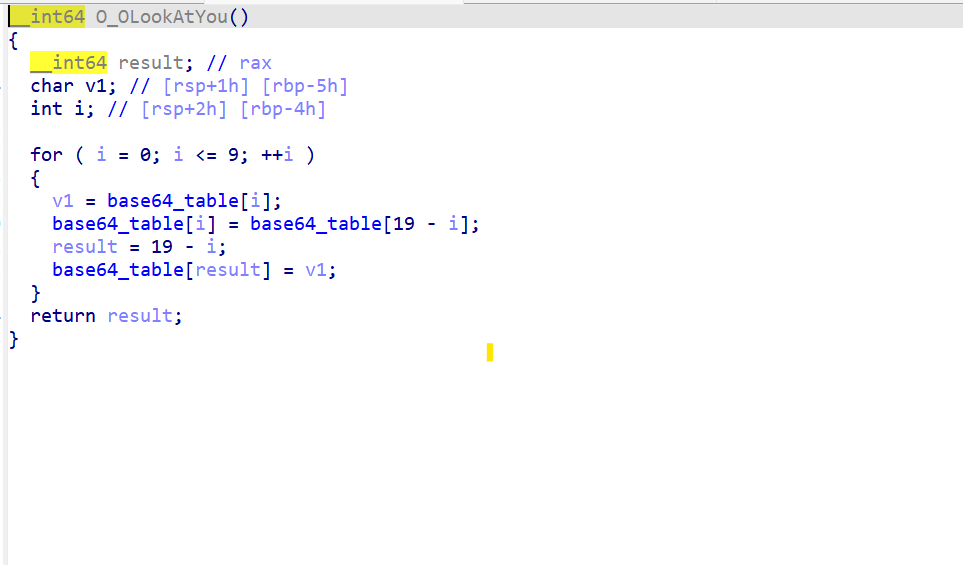 __int64 O_OLookAtYou()
{
  __int64 result; // rax
  char v1; // [rsp+1h] [rbp-5h]
  int i; // [rsp+2h] [rbp-4h]

  for ( i = 0; i <= 9; ++i )
  {
    v1 = base64_table[i];
    base64_table[i] = base64_table[19 - i];
    result = 19 - i;
    base64_table[result] = v1;
  }
  return result;
}